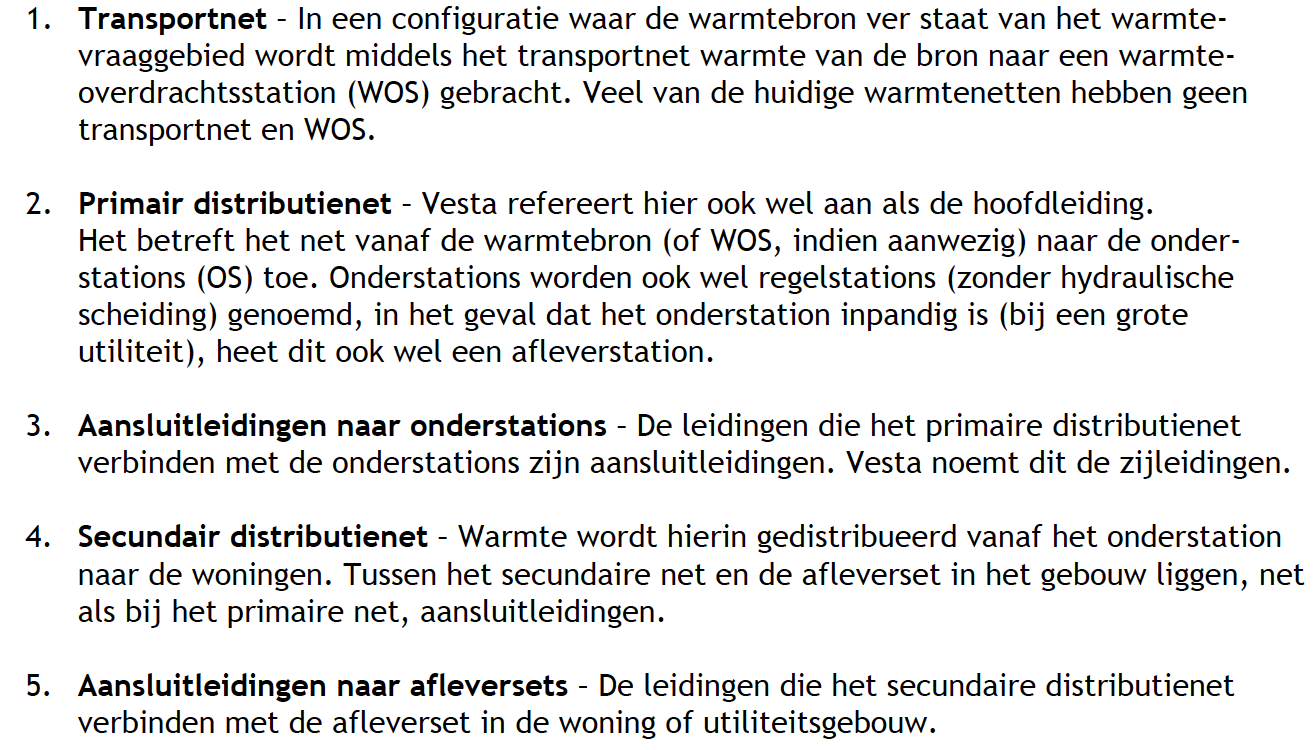 1. Transportnet – In een configuratie waar de warmtebron ver staat van het warmte-
vraaggebied wordt middels het transportnet warmte van de bron naar een warmte-
overdrachtsstation (WOS) gebracht. Veel van de huidige warmtenetten hebben geen
transportnet en WOS.
2. Primair distributienet – Vesta refereert hier ook wel aan als de hoofdleiding.
Het betreft het net vanaf de warmtebron (of WOS, indien aanwezig) naar de onder-
stations (OS) toe. Onderstations worden ook wel regelstations (zonder hydraulische
scheiding) genoemd, in het geval dat het onderstation inpandig is (bij een grote
utiliteit), heet dit ook wel een afleverstation.
3. Aansluitleidingen naar onderstations – De leidingen die het primaire distributienet
verbinden met de onderstations zijn aansluitleidingen. Vesta noemt dit de zijleidingen.
4. Secundair distributienet – Warmte wordt hierin gedistribueerd vanaf het onderstation
naar de woningen. Tussen het secundaire net en de afleverset in het gebouw liggen, net
als bij het primaire net, aansluitleidingen.
5. Aansluitleidingen naar afleversets – De leidingen die het secundaire distributienet
verbinden met de afleverset in de woning of utiliteitsgebouw.